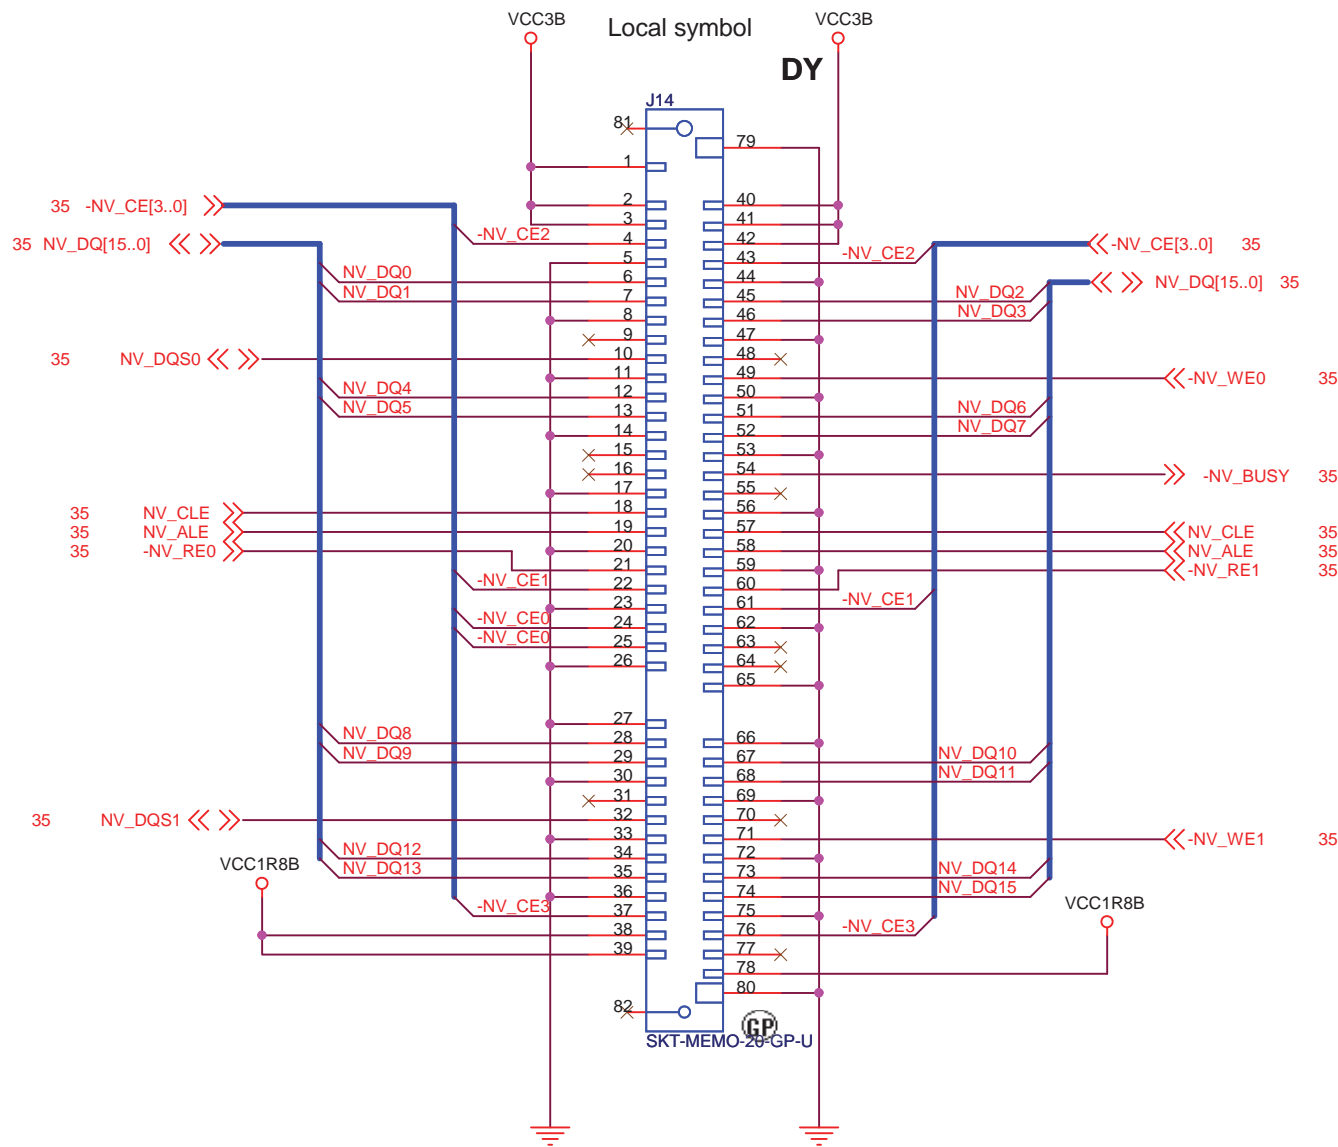 VCC3B
Local symbol
VCC3B
DY
J14
81
79
1
35 -NV_CE[3..0]
2
40
3
41
-NV_CE2
4
42
35 NV_DQ[15..0]
-NV_CE[3..0] 35
5
43
-NV_CE2
NV_DQ0
6
44
NV_DQ[15..0] 35
NV_DQ1
7
45
NV_DQ2
8
46
NV_DQ3
9
47
35 NV_DQS0
10
48
11
49
-NV_WE0 35
NV_DQ4
12
50
NV_DQ5
13
51
NV_DQ6
14
52
NV_DQ7
15
53
16
54
-NV_BUSY 35
17
55
35 NV_CLE
18
56
35 NV_ALE
19
57
NV_CLE 35
35 -NV_RE0
20
58
NV_ALE 35
21
59
-NV_RE1 35
-NV_CE1
22
60
23
61
-NV_CE1
-NV_CE0
24
62
-NV_CE0
25
63
26
64
65
27
NV_DQ8
28
66
NV_DQ9
29
67
NV_DQ10
30
68
NV_DQ11
31
69
35 NV_DQS1
32
70
33
71
-NV_WE1 35
NV_DQ12
34
72
NV_DQ13
35
73
NV_DQ14
VCC1R8B
36
74
NV_DQ15
-NV_CE3
37
75
VCC1R8B
38
76
-NV_CE3
39
77
78
80
82
GP
SKT-MEMO-20-GP-U